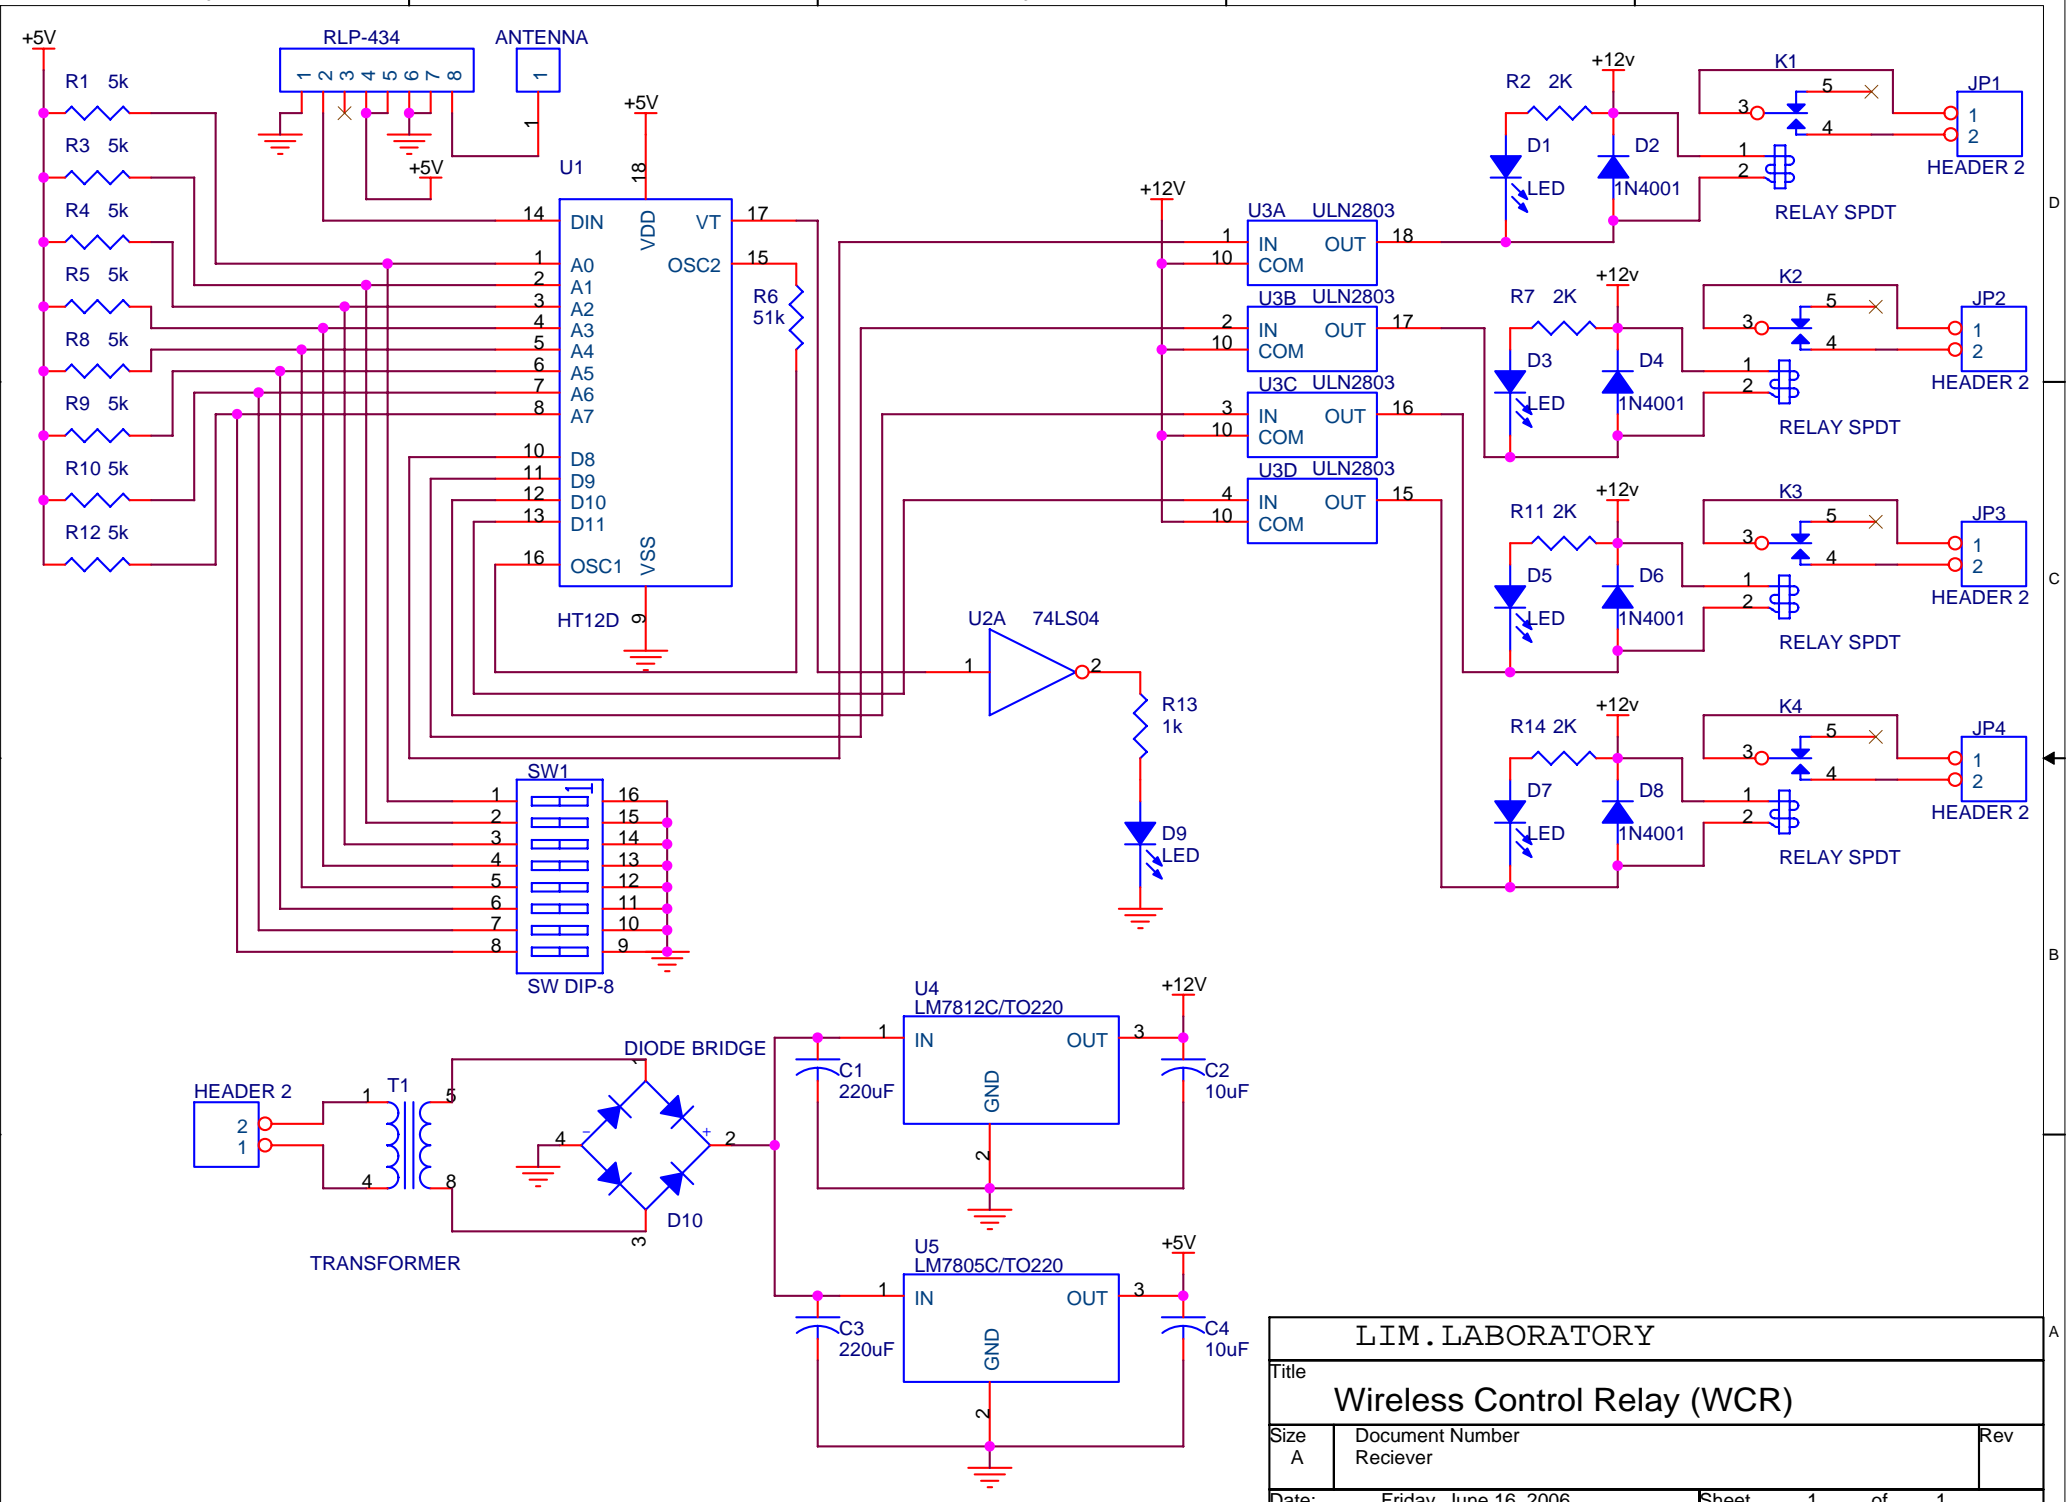 +5V
RLP-434
ANTENNA
1 2 3 4 5 6 7 8
1
1
R1 5k
R3 5k
R4 5k
R5 5k
R8 5k
R9 5k
R10 5k
R12 5k
+5V
+5V
U1
18
14 DIN
VDD
VT 17
1 A0
OSC2 15
2 A1
3 A2
4 A3
5 A4
6 A5
7 A6
8 A7
10 D8
11 D9
12 D10
13 D11
16 OSC1
VSS
HT12D
9
R6
51k
+12V
U3A ULN2803
1 IN OUT 18
10 COM
U3B ULN2803
2 IN OUT 17
10 COM
U3C ULN2803
3 IN OUT 16
10 COM
U3D ULN2803
4 IN OUT 15
10 COM
+12v
R2 2K
D1
LED
D2
1N4001
K1
5
3
4
1
2
RELAY SPDT
JP1
1
2
HEADER 2
+12v
R7 2K
D3
LED
D4
1N4001
K2
5
3
4
1
2
RELAY SPDT
JP2
1
2
HEADER 2
+12v
R11 2K
D5
LED
D6
1N4001
K3
5
3
4
1
2
RELAY SPDT
JP3
1
2
HEADER 2
+12v
R14 2K
D7
LED
D8
1N4001
K4
5
3
4
1
2
RELAY SPDT
JP4
1
2
HEADER 2
U2A 74LS04
1
2
R13
1k
D9
LED
SW1
1
1 16
2 15
3 14
4 13
5 12
6 11
7 10
8 9
SW DIP-8
HEADER 2
2
1
T1
1
4
5
8
TRANSFORMER
DIODE BRIDGE
1
4 - + 2
3
D10
U4
LM7812C/TO220
1 IN OUT 3
GND
2
+12V
C1
220uF
C2
10uF
U5
LM7805C/TO220
1 IN OUT 3
GND
2
+5V
C3
220uF
C4
10uF
D
C
B
A
LIM.LABORATORY
Title
Wireless Control Relay (WCR)
Size
A
Document Number
Reciever
Rev
Date: Friday, June 16, 2006 Sheet 1 of 1